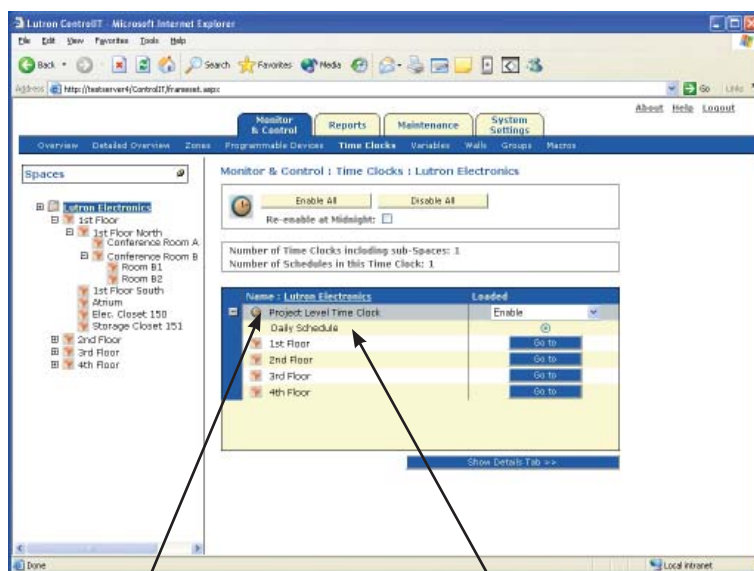 Lutron ControlIT - Microsoft Internet Explorer
File Edit View Favorites Tools Help
Back Search Favorites Media
Address http://testserver4/ControlIT/frameset.aspx Go Links
About Help Logout
Monitor & Control Reports Maintenance System Settings
Overview Detailed Overview Zones Programmable Devices Time Clocks Variables Walls Groups Macros
Spaces
Lutron Electronics
1st Floor
1st Floor North
Conference Room A
Conference Room B
Room B1
Room B2
1st Floor South
Atrium
Elec. Closet 150
Storage Closet 151
2nd Floor
3rd Floor
4th Floor
Monitor & Control : Time Clocks : Lutron Electronics
Enable All Disable All
Re-enable at Midnight:
Number of Time Clocks including sub-Spaces: 1
Number of Schedules in this Time Clock: 1
Name : Lutron Electronics Loaded
Project Level Time Clock Enable
Daily Schedule
1st Floor Go to
2nd Floor Go to
3rd Floor Go to
4th Floor Go to
Show Details Tab >>
Done Local intranet